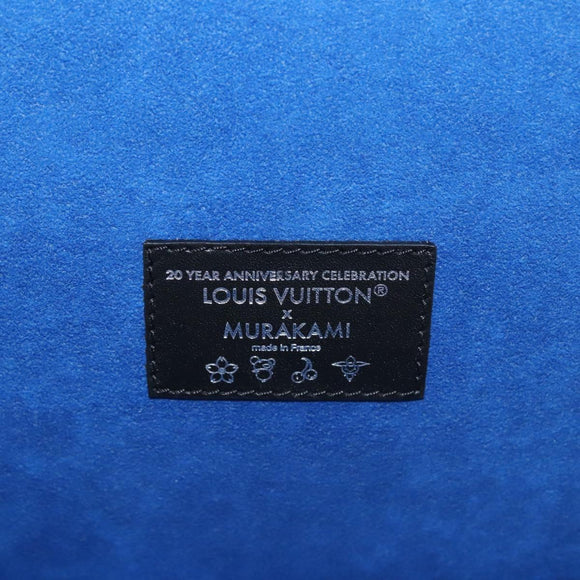 20 YEAR ANNIVERSARY CELEBRATION
LOUIS VUITTON®
x
MURAKAMI
made in France